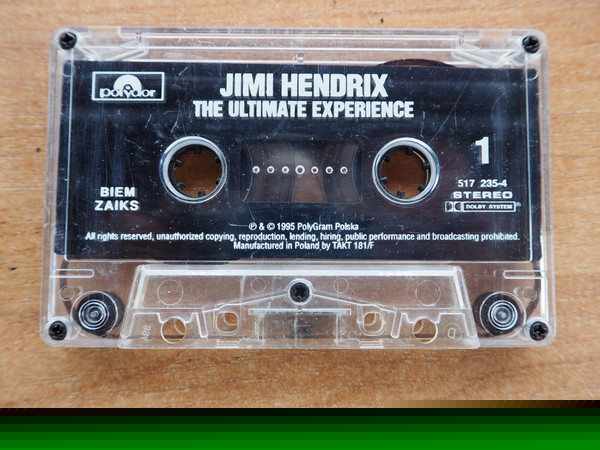 polydor
JIMI HENDRIX
THE ULTIMATE EXPERIENCE
1
BIEM
ZAIKS
517 235-4
STEREO
DOLBY SYSTEM®
℗ & © 1995 PolyGram Polska
All rights reserved, unauthorized copying, reproduction, lending, hiring, public performance and broadcasting prohibited.
Manufactured in Poland by TAKT 181/F